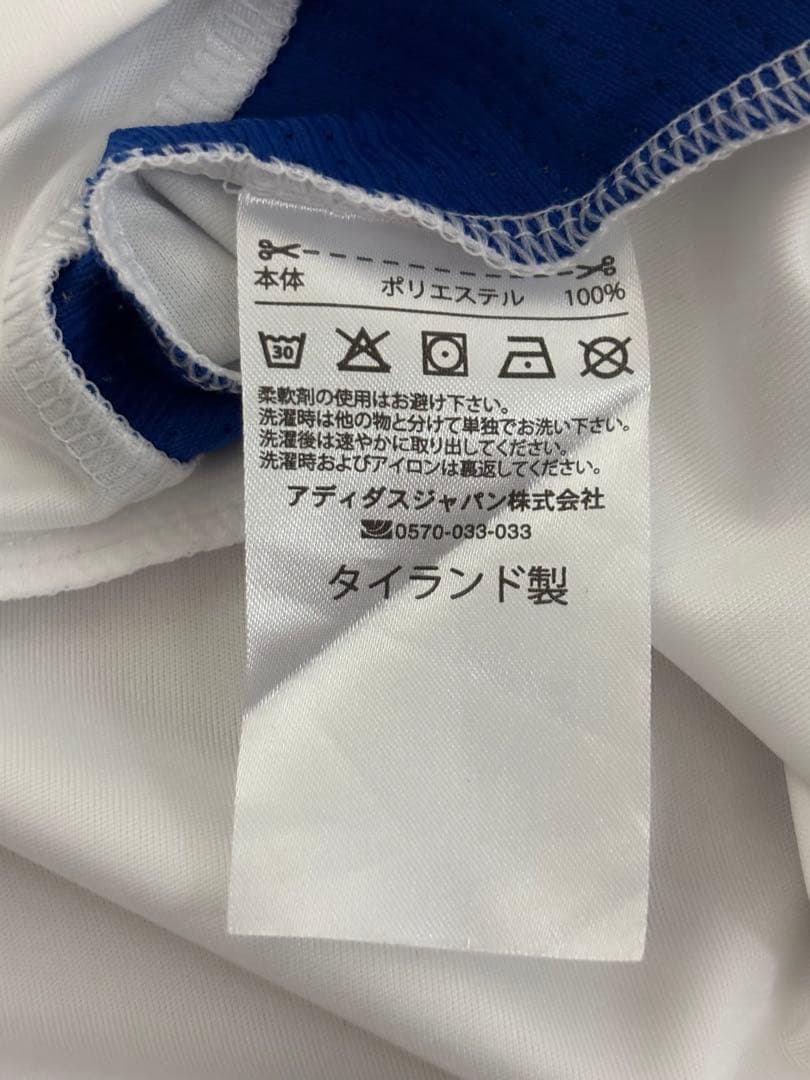 本体 ポリエステル 100%
30
柔軟剤の使用はお避け下さい。
洗濯時は他の物と分けて単独でお洗い下さい。
洗濯後は速やかに取り出してください。
洗濯時およびアイロンは裏返してください。
アディダスジャパン株式会社
0570-033-033
タイランド製